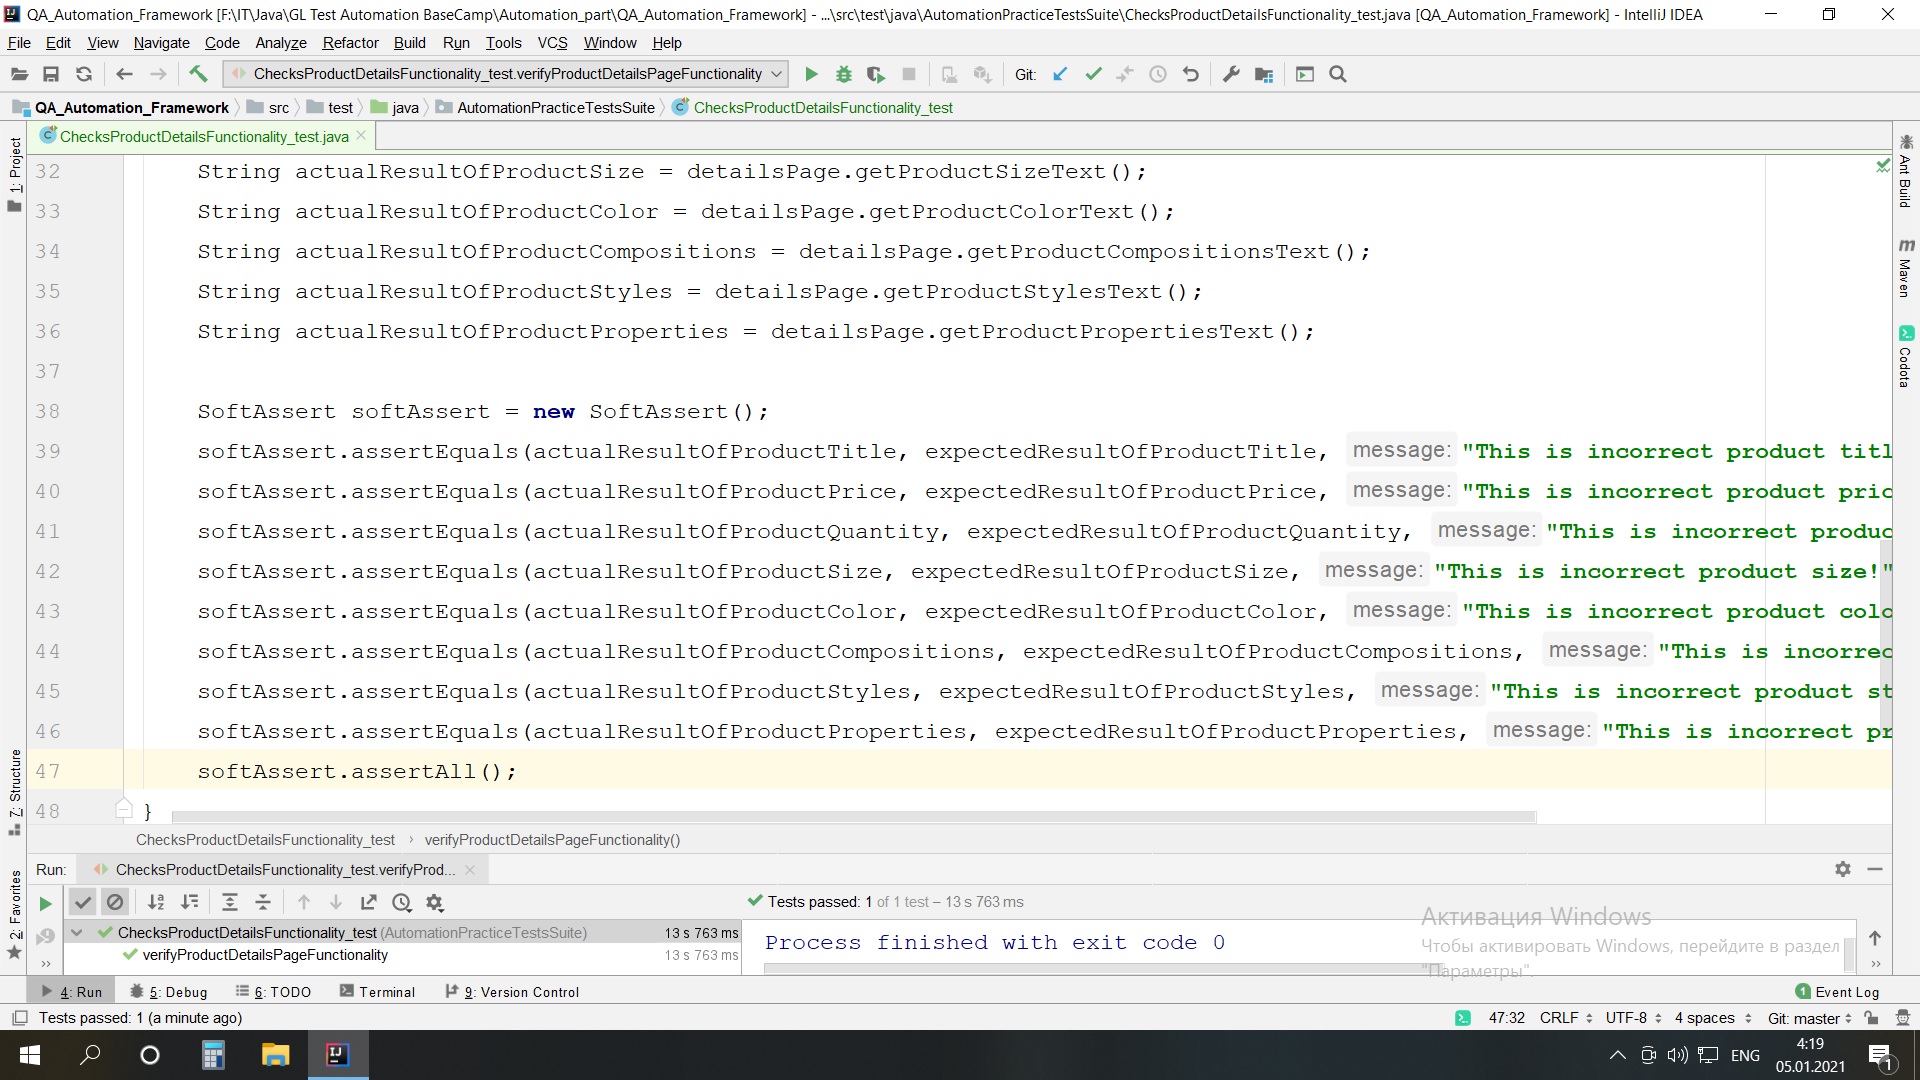 QA_Automation_Framework [F:\IT\Java\GL Test Automation BaseCamp\Automation_part\QA_Automation_Framework] - ...\src\test\java\AutomationPracticeTestsSuite\ChecksProductDetailsFunctionality_test.java [QA_Automation_Framework] - IntelliJ IDEA
File Edit View Navigate Code Analyze Refactor Build Run Tools VCS Window Help
ChecksProductDetailsFunctionality_test.verifyProductDetailsPageFunctionality Git:
QA_Automation_Framework src test java AutomationPracticeTestsSuite ChecksProductDetailsFunctionality_test
ChecksProductDetailsFunctionality_test.java
1: Project
7: Structure
2: Favorites
Ant Build
Maven
Codota
32 String actualResultOfProductSize = detailsPage.getProductSizeText();
33 String actualResultOfProductColor = detailsPage.getProductColorText();
34 String actualResultOfProductCompositions = detailsPage.getProductCompositionsText();
35 String actualResultOfProductStyles = detailsPage.getProductStylesText();
36 String actualResultOfProductProperties = detailsPage.getProductPropertiesText();
37
38 SoftAssert softAssert = new SoftAssert();
39 softAssert.assertEquals(actualResultOfProductTitle, expectedResultOfProductTitle, message: "This is incorrect product titl
40 softAssert.assertEquals(actualResultOfProductPrice, expectedResultOfProductPrice, message: "This is incorrect product pric
41 softAssert.assertEquals(actualResultOfProductQuantity, expectedResultOfProductQuantity, message: "This is incorrect produc
42 softAssert.assertEquals(actualResultOfProductSize, expectedResultOfProductSize, message: "This is incorrect product size!"
43 softAssert.assertEquals(actualResultOfProductColor, expectedResultOfProductColor, message: "This is incorrect product colo
44 softAssert.assertEquals(actualResultOfProductCompositions, expectedResultOfProductCompositions, message: "This is incorrec
45 softAssert.assertEquals(actualResultOfProductStyles, expectedResultOfProductStyles, message: "This is incorrect product st
46 softAssert.assertEquals(actualResultOfProductProperties, expectedResultOfProductProperties, message: "This is incorrect pr
47 softAssert.assertAll();
48 }
ChecksProductDetailsFunctionality_test › verifyProductDetailsPageFunctionality()
Run: ChecksProductDetailsFunctionality_test.verifyProd...
Tests passed: 1 of 1 test – 13 s 763 ms
ChecksProductDetailsFunctionality_test (AutomationPracticeTestsSuite) 13 s 763 ms
verifyProductDetailsPageFunctionality 13 s 763 ms
Process finished with exit code 0
Активация Windows
Чтобы активировать Windows, перейдите в раздел
"Параметры".
4: Run 5: Debug 6: TODO Terminal 9: Version Control 1 Event Log
Tests passed: 1 (a minute ago) 47:32 CRLF UTF-8 4 spaces Git: master
ENG 4:19
05.01.2021
1